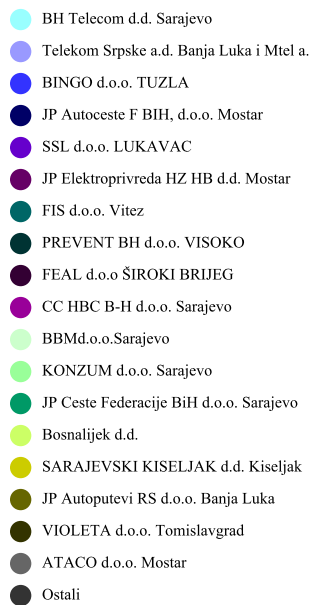 BH Telecom d.d. Sarajevo
Telekom Srpske a.d. Banja Luka i Mtel a.
BINGO d.o.o. TUZLA
JP Autoceste F BIH, d.o.o. Mostar
SSL d.o.o. LUKAVAC
JP Elektroprivreda HZ HB d.d. Mostar
FIS d.o.o. Vitez
PREVENT BH d.o.o. VISOKO
FEAL d.o.o ŠIROKI BRIJEG
CC HBC B-H d.o.o. Sarajevo
BBMd.o.o.Sarajevo
KONZUM d.o.o. Sarajevo
JP Ceste Federacije BiH d.o.o. Sarajevo
Bosnalijek d.d.
SARAJEVSKI KISELJAK d.d. Kiseljak
JP Autoputevi RS d.o.o. Banja Luka
VIOLETA d.o.o. Tomislavgrad
ATACO d.o.o. Mostar
Ostali